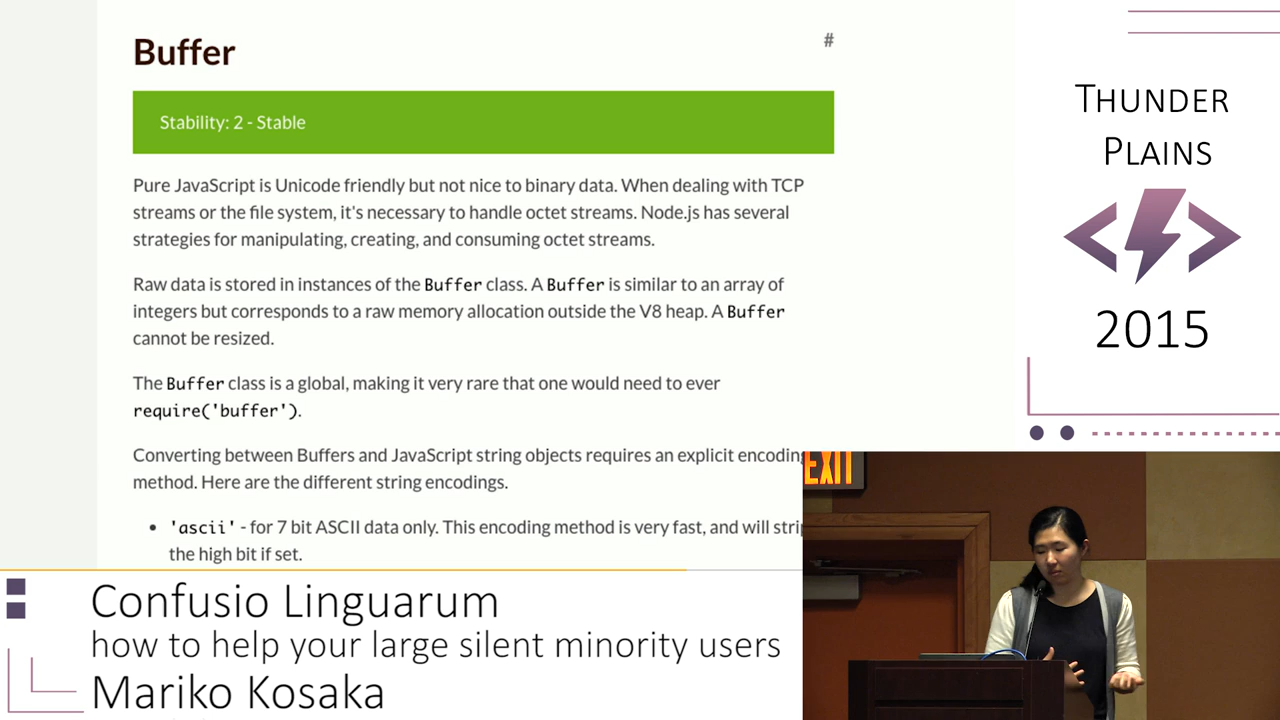 Buffer
#
Stability: 2 - Stable
Pure JavaScript is Unicode friendly but not nice to binary data. When dealing with TCP
streams or the file system, it's necessary to handle octet streams. Node.js has several
strategies for manipulating, creating, and consuming octet streams.
Raw data is stored in instances of the Buffer class. A Buffer is similar to an array of
integers but corresponds to a raw memory allocation outside the V8 heap. A Buffer
cannot be resized.
The Buffer class is a global, making it very rare that one would need to ever
require('buffer').
Converting between Buffers and JavaScript string objects requires an explicit encoding
method. Here are the different string encodings.
• 'ascii' - for 7 bit ASCII data only. This encoding method is very fast, and will strip
the high bit if set.
THUNDER
PLAINS
2015
EXIT
Confusio Linguarum
how to help your large silent minority users
Mariko Kosaka